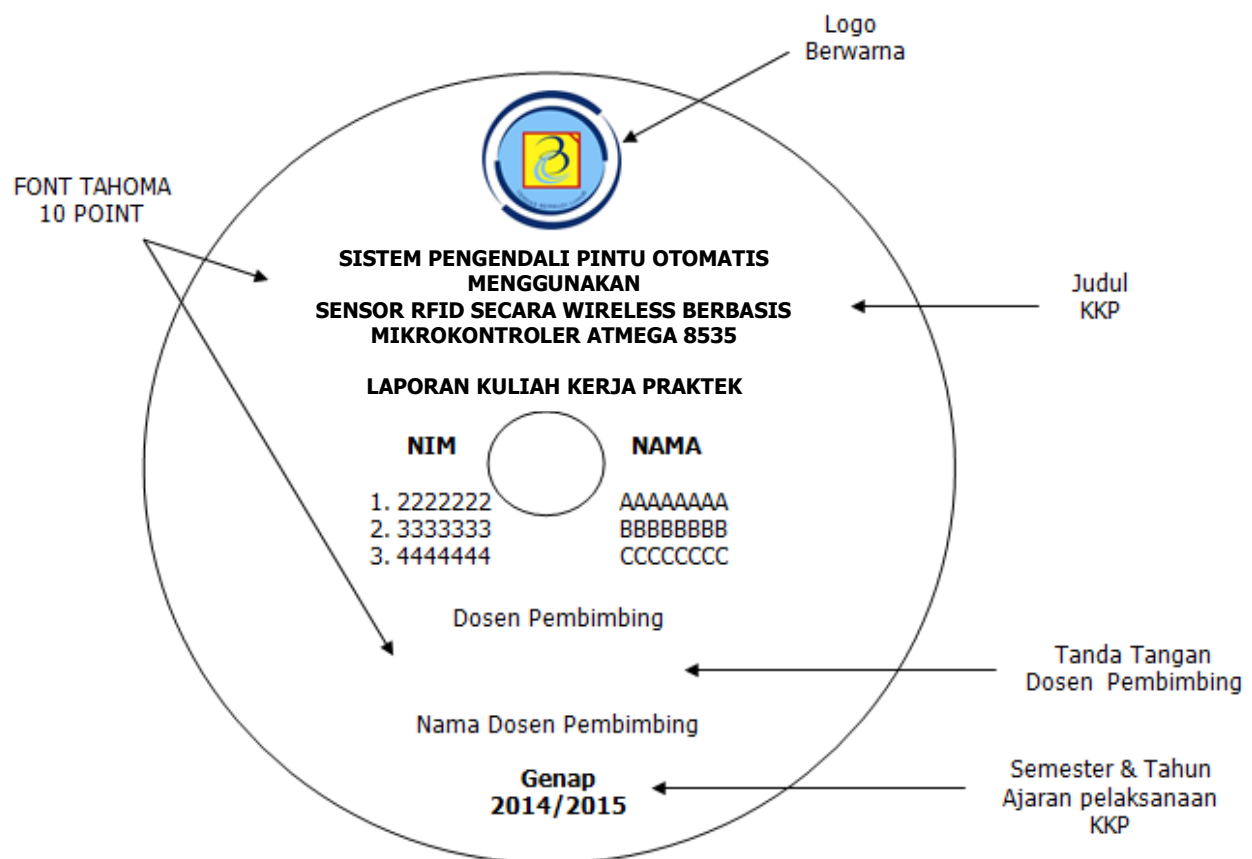 Logo
Berwarna
FONT TAHOMA
10 POINT
SISTEM PENGENDALI PINTU OTOMATIS
MENGGUNAKAN
SENSOR RFID SECARA WIRELESS BERBASIS
MIKROKONTROLER ATMEGA 8535
Judul
KKP
LAPORAN KULIAH KERJA PRAKTEK
NIM NAMA
1. 2222222 AAAAAAAA
2. 3333333 BBBBBBBB
3. 4444444 CCCCCCCC
Dosen Pembimbing
Tanda Tangan
Dosen Pembimbing
Nama Dosen Pembimbing
Genap
2014/2015
Semester & Tahun
Ajaran pelaksanaan
KKP